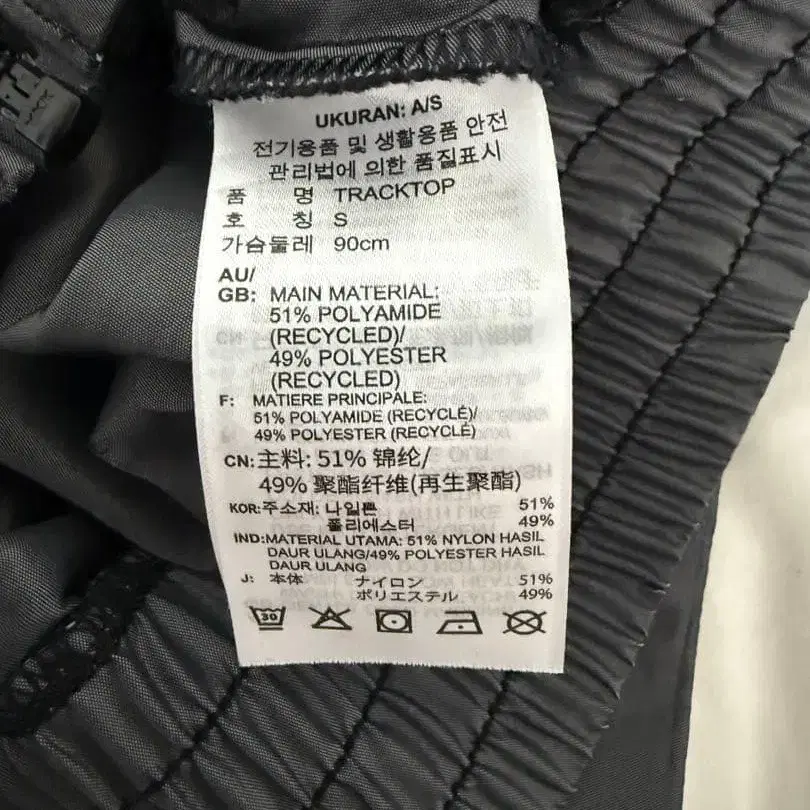 UKURAN: A/S
전기용품 및 생활용품 안전
관리법에 의한 품질표시
품 명 TRACKTOP
호 칭 S
가슴둘레 90cm
AU/
GB: MAIN MATERIAL:
51% POLYAMIDE
(RECYCLED)/
49% POLYESTER
(RECYCLED)
F: MATIERE PRINCIPALE:
51% POLYAMIDE (RECYCLÉ)/
49% POLYESTER (RECYCLÉ)
CN: 主料: 51% 锦纶/
49% 聚酯纤维(再生聚酯)
KOR: 주소재: 나일론 51%
폴리에스터 49%
IND: MATERIAL UTAMA: 51% NYLON HASIL
DAUR ULANG/49% POLYESTER HASIL
DAUR ULANG
J: 本体 ナイロン 51%
ポリエステル 49%
30